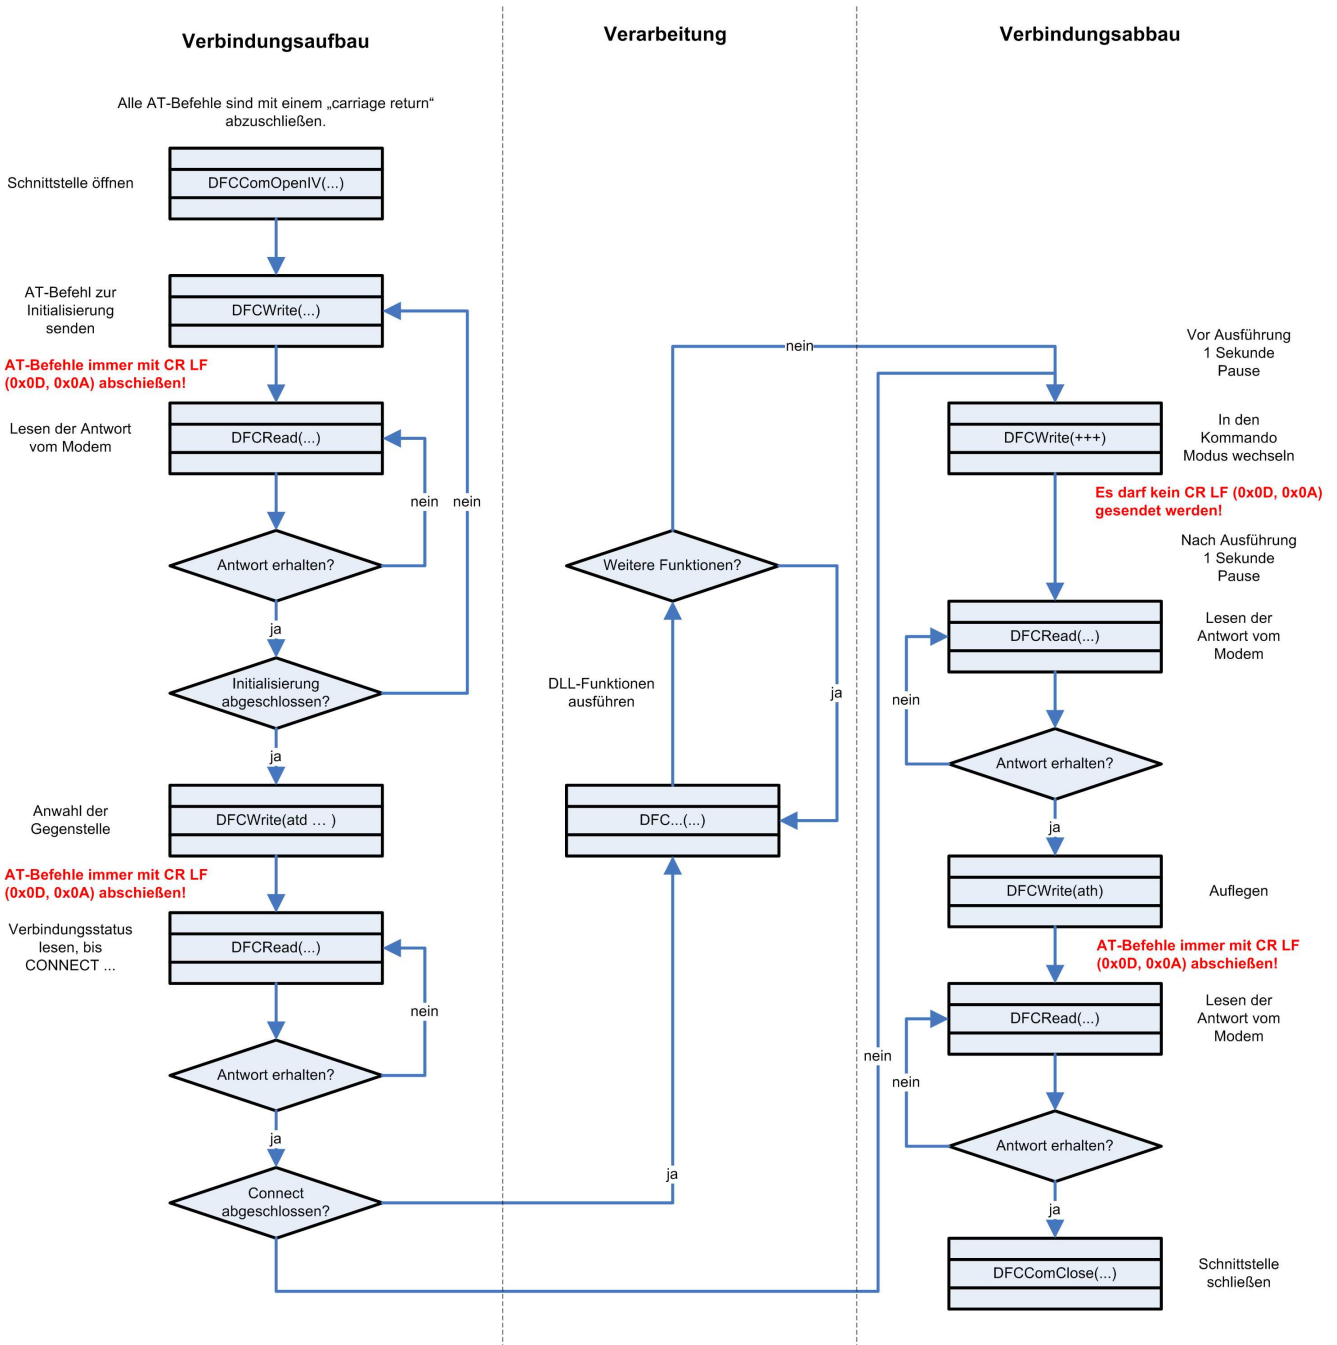 Verbindungsaufbau
Alle AT-Befehle sind mit einem „carriage return“
abzuschließen.
Schnittstelle öffnen
DFCComOpenIV(...)
AT-Befehl zur
Initialisierung
senden
DFCWrite(...)
AT-Befehle immer mit CR LF
(0x0D, 0x0A) abschießen!
Lesen der Antwort
vom Modem
DFCRead(...)
nein
nein
Antwort erhalten?
ja
Initialisierung
abgeschlossen?
ja
Anwahl der
Gegenstelle
DFCWrite(atd ... )
AT-Befehle immer mit CR LF
(0x0D, 0x0A) abschießen!
Verbindungsstatus
lesen, bis
CONNECT ...
DFCRead(...)
nein
Antwort erhalten?
ja
Connect
abgeschlossen?
Verarbeitung
nein
Weitere Funktionen?
DLL-Funktionen
ausführen
ja
DFC...(...)
ja
Verbindungsabbau
Vor Ausführung
1 Sekunde
Pause
DFCWrite(+++)
In den
Kommando
Modus wechseln
Es darf kein CR LF (0x0D, 0x0A)
gesendet werden!
Nach Ausführung
1 Sekunde
Pause
DFCRead(...)
Lesen der
Antwort vom
Modem
nein
Antwort erhalten?
ja
DFCWrite(ath)
Auflegen
AT-Befehle immer mit CR LF
(0x0D, 0x0A) abschießen!
DFCRead(...)
Lesen der
Antwort vom
Modem
nein
nein
Antwort erhalten?
ja
DFCComClose(...)
Schnittstelle
schließen